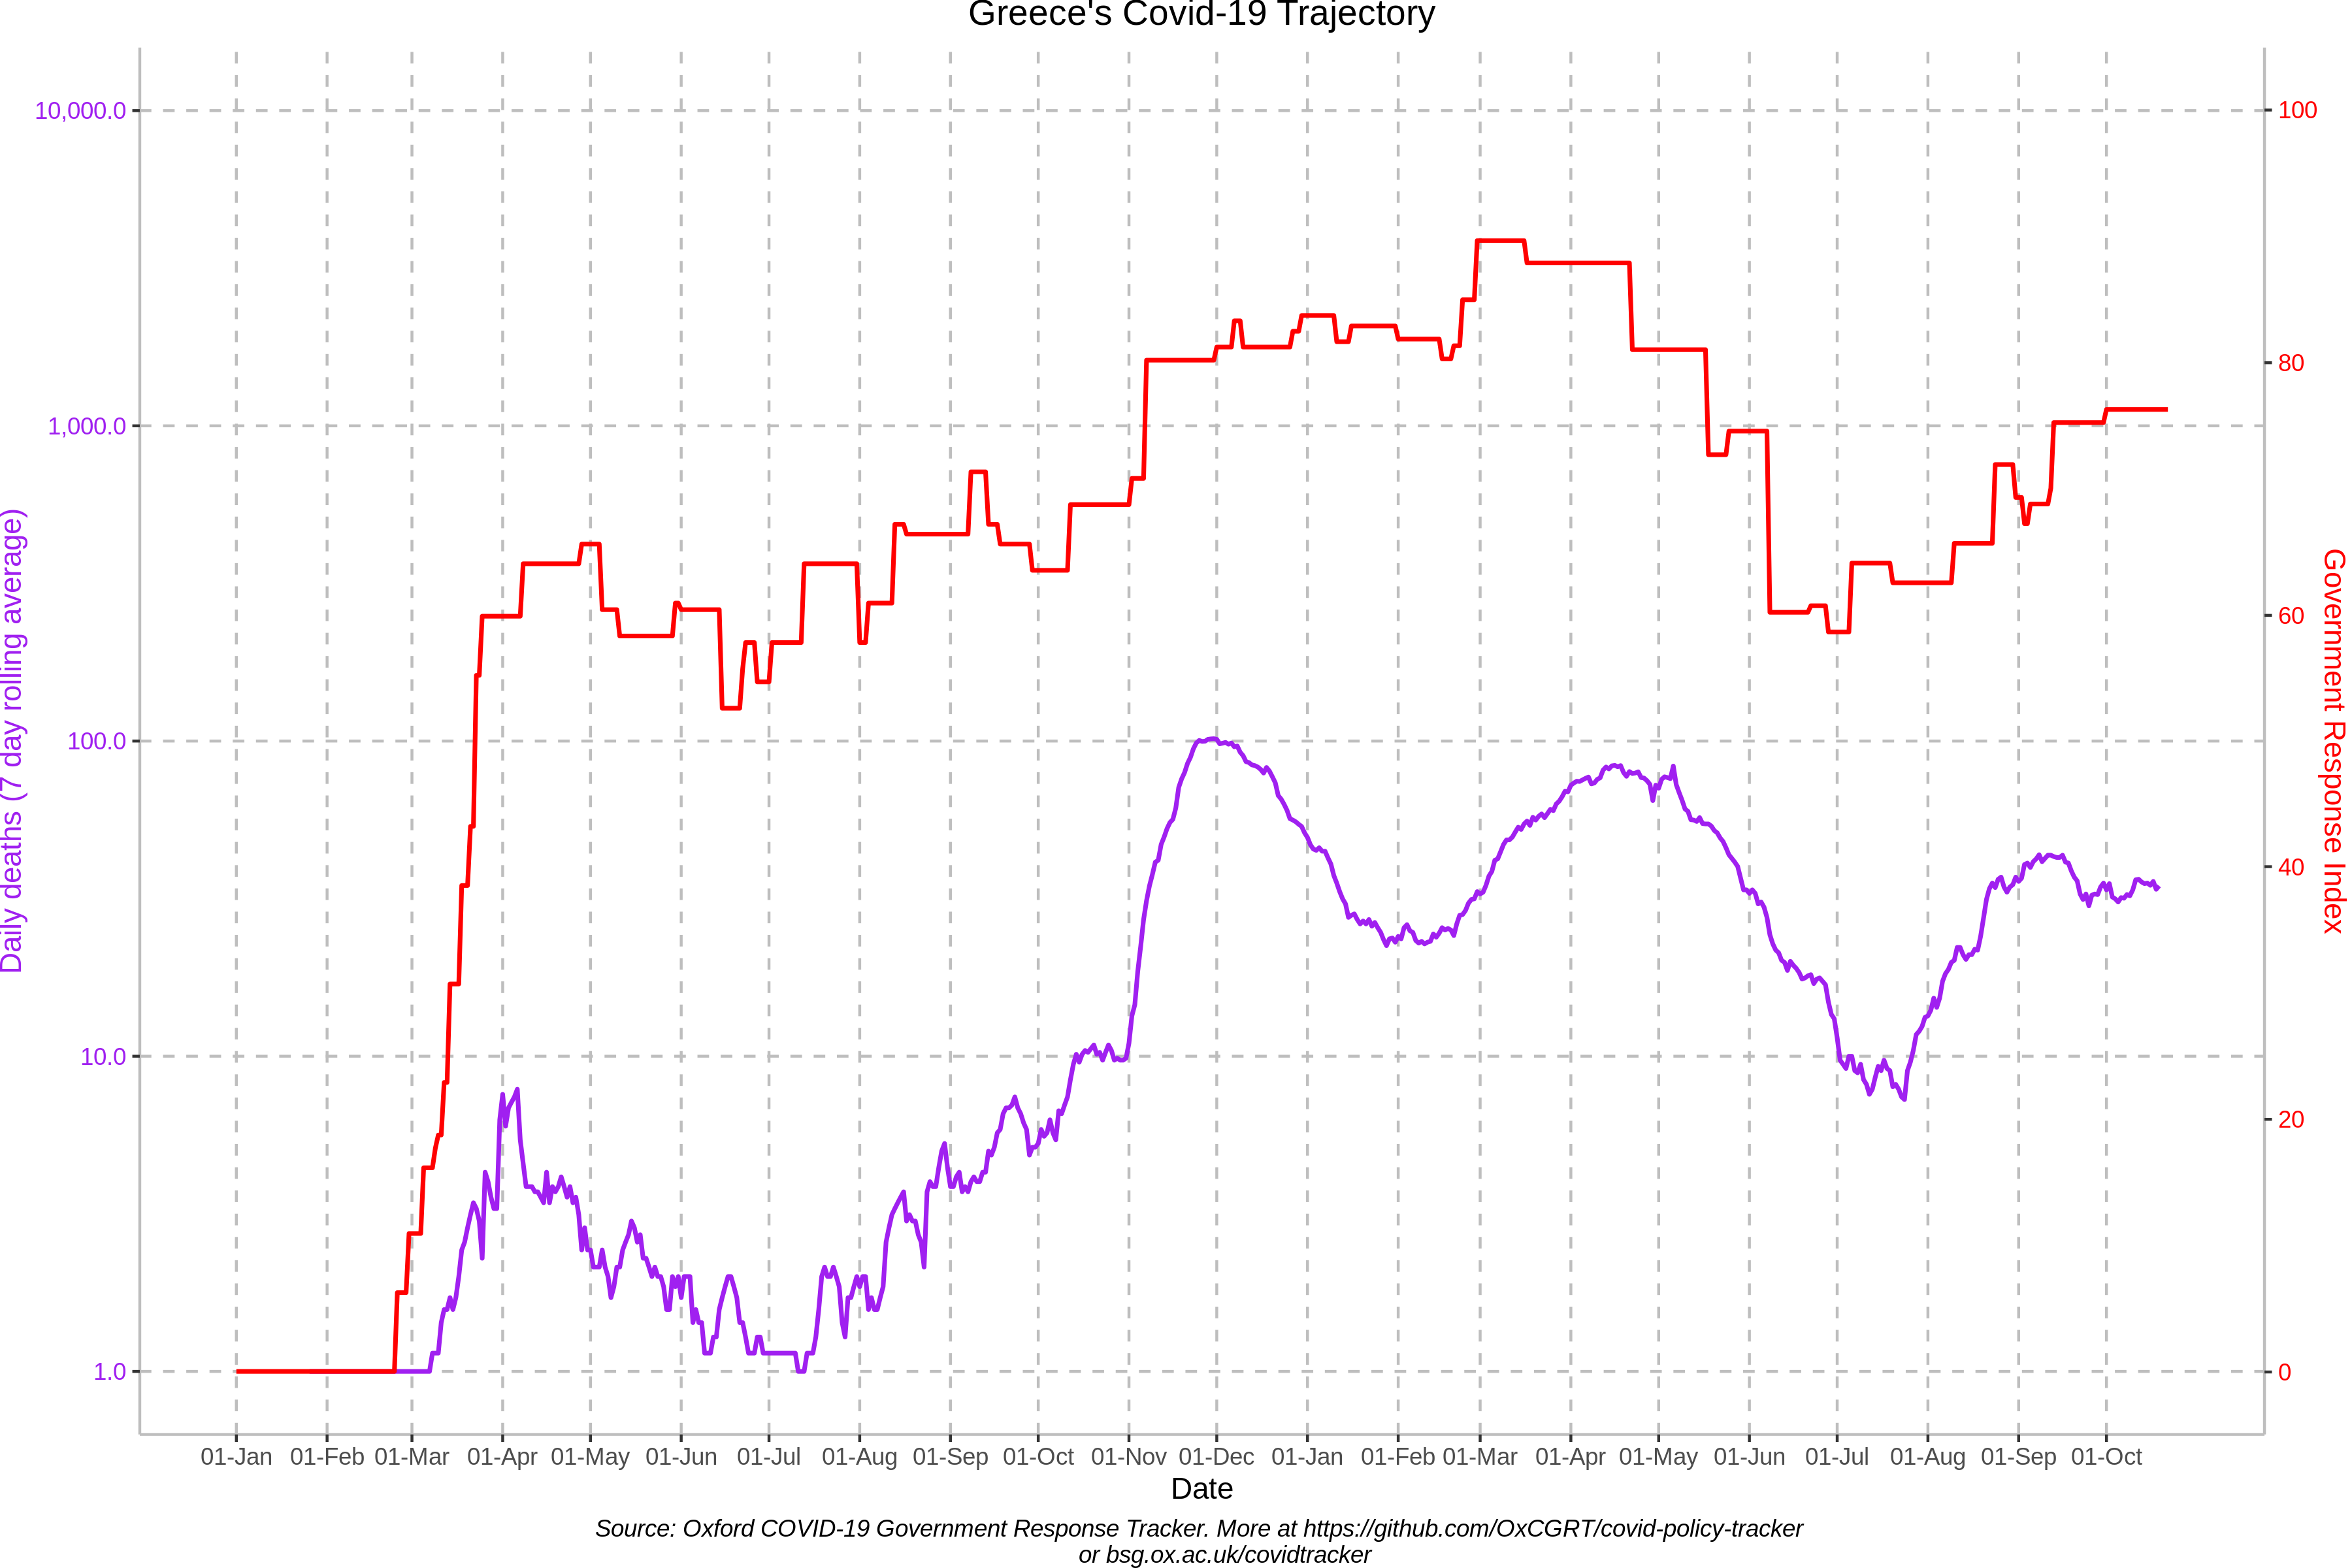 Greece's Covid-19 Trajectory
10,000.0
1,000.0
100.0
10.0
1.0
Daily deaths (7 day rolling average)
100
80
60
40
20
0
Government Response Index
01-Jan 01-Feb 01-Mar 01-Apr 01-May 01-Jun 01-Jul 01-Aug 01-Sep 01-Oct 01-Nov 01-Dec 01-Jan 01-Feb 01-Mar 01-Apr 01-May 01-Jun 01-Jul 01-Aug 01-Sep 01-Oct
Date
Source: Oxford COVID-19 Government Response Tracker. More at https://github.com/OxCGRT/covid-policy-tracker
or bsg.ox.ac.uk/covidtracker